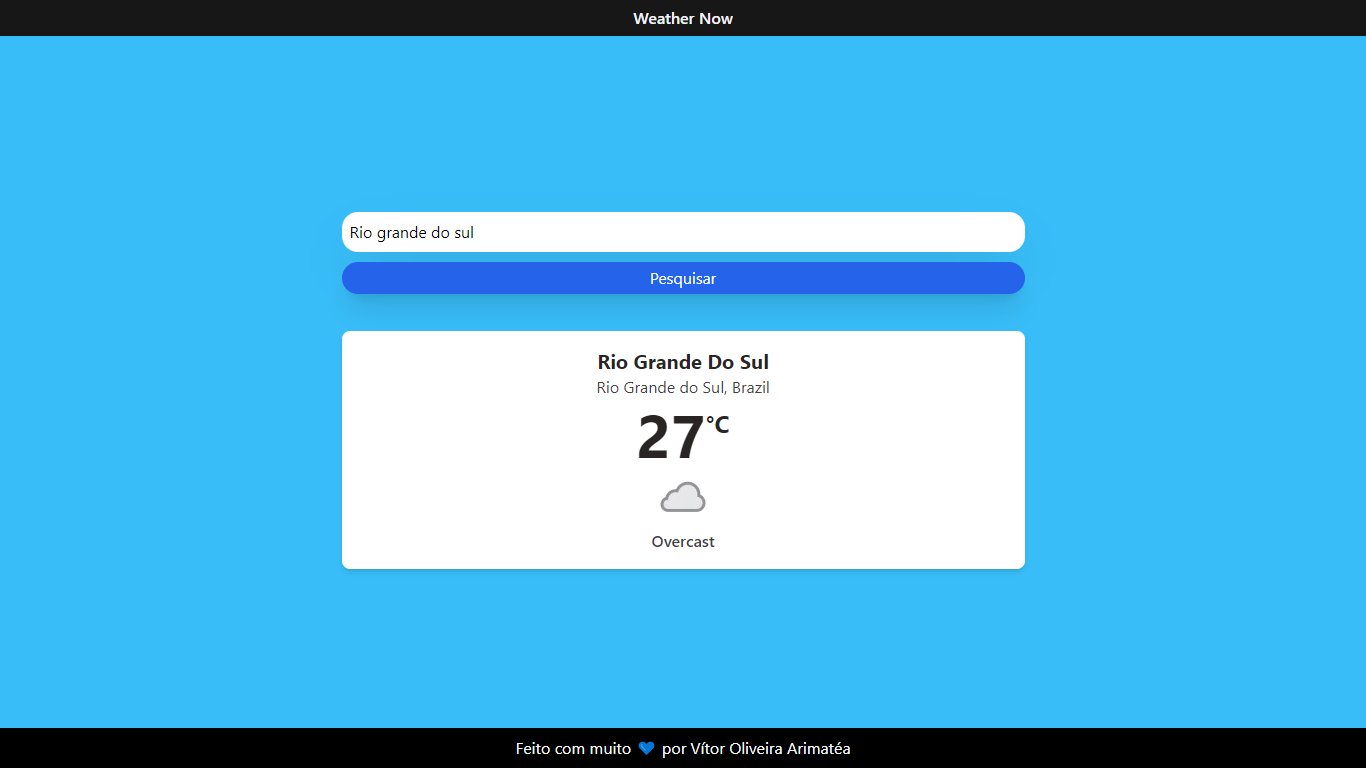 Weather Now
Rio grande do sul
Pesquisar
Rio Grande Do Sul
Rio Grande do Sul, Brazil
27°C
Overcast
Feito com muito 💙 por Vítor Oliveira Arimatéa